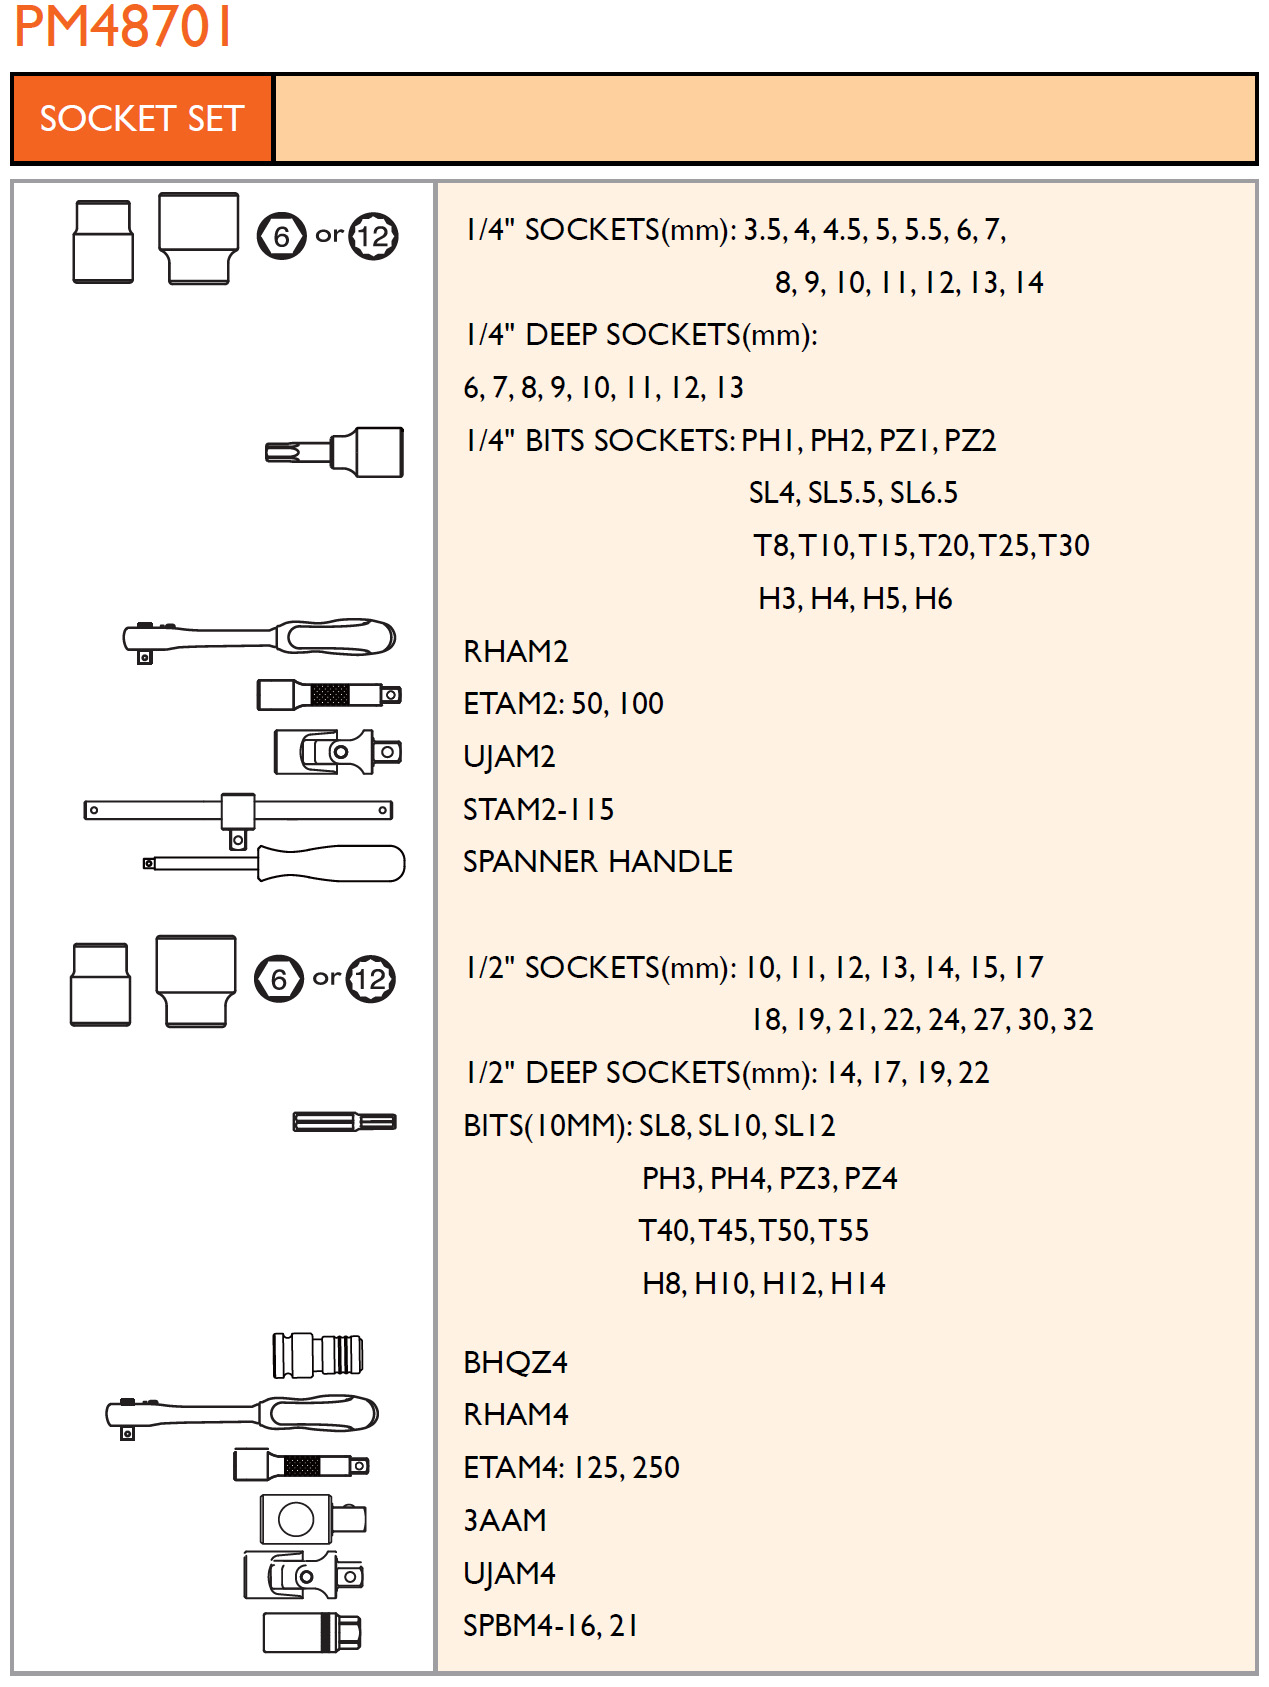 PM48701
SOCKET SET
6 or 12
1/4" SOCKETS(mm): 3.5, 4, 4.5, 5, 5.5, 6, 7,
8, 9, 10, 11, 12, 13, 14
1/4" DEEP SOCKETS(mm):
6, 7, 8, 9, 10, 11, 12, 13
1/4" BITS SOCKETS: PH1, PH2, PZ1, PZ2
SL4, SL5.5, SL6.5
T8, T10, T15, T20, T25, T30
H3, H4, H5, H6
RHAM2
ETAM2: 50, 100
UJAM2
STAM2-115
SPANNER HANDLE
6 or 12
1/2" SOCKETS(mm): 10, 11, 12, 13, 14, 15, 17
18, 19, 21, 22, 24, 27, 30, 32
1/2" DEEP SOCKETS(mm): 14, 17, 19, 22
BITS(10MM): SL8, SL10, SL12
PH3, PH4, PZ3, PZ4
T40, T45, T50, T55
H8, H10, H12, H14
BHQZ4
RHAM4
ETAM4: 125, 250
3AAM
UJAM4
SPBM4-16, 21